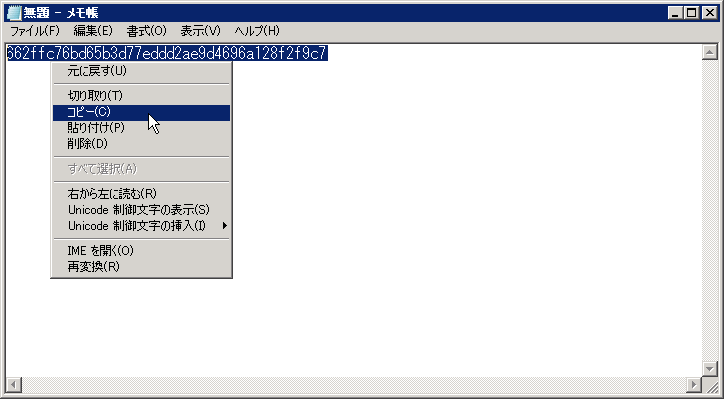 無題 - メモ帳
ファイル(F) 編集(E) 書式(O) 表示(V) ヘルプ(H)
662ffc76bd65b3d77eddd2ae9d4696a128f2f9c7
元に戻す(U)
切り取り(T)
コピー(C)
貼り付け(P)
削除(D)
すべて選択(A)
右から左に読む(R)
Unicode 制御文字の表示(S)
Unicode 制御文字の挿入(I)
IME を開く(O)
再変換(R)